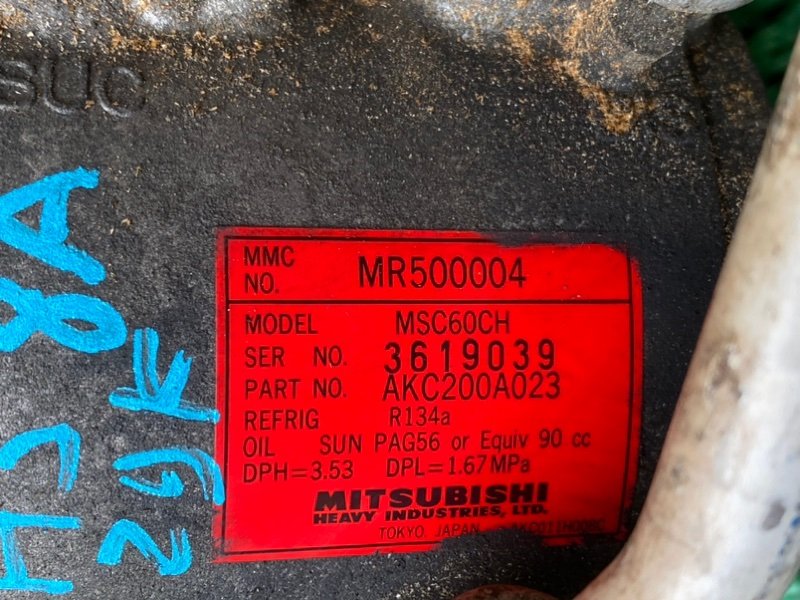 SUC
MMC NO. MR500004
MODEL MSC60CH
SER NO. 3619039
PART NO. AKC200A023
REFRIG R134a
OIL SUN PAG56 or Equiv 90 cc
DPH=3.53 DPL=1.67MPa
MITSUBISHI
HEAVY INDUSTRIES, LTD.
TOKYO, JAPAN
8A